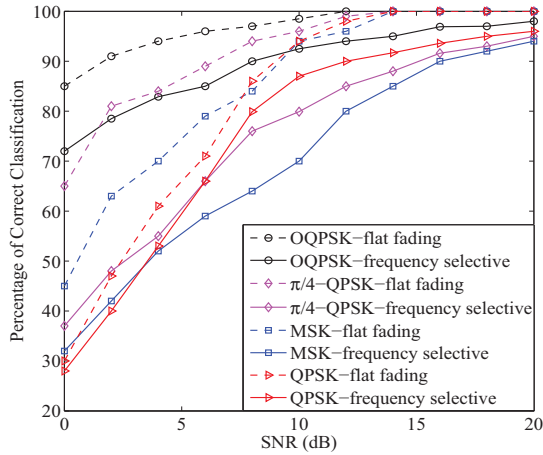 100
90
80
70
60
50
40
30
20
Percentage of Correct Classification
OQPSK−flat fading
OQPSK−frequency selective
π/4−QPSK−flat fading
π/4−QPSK−frequency selective
MSK−flat fading
MSK−frequency selective
QPSK−flat fading
QPSK−frequency selective
0 5 10 15 20
SNR (dB)